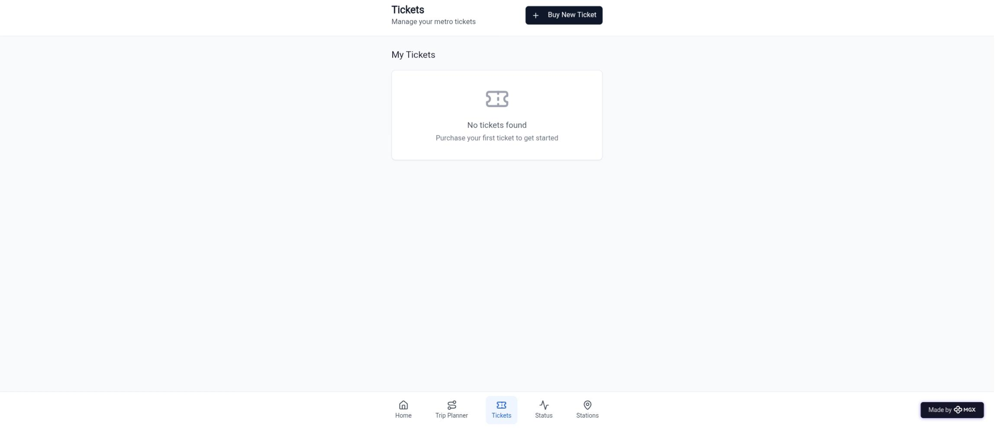 Tickets
Manage your metro tickets
Buy New Ticket
My Tickets
No tickets found
Purchase your first ticket to get started
Home
Trip Planner
Tickets
Status
Stations
Made by MGX